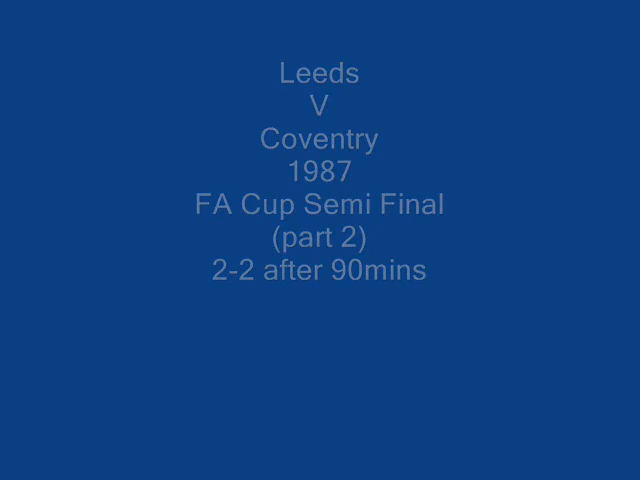 Leeds
V
Coventry
1987
FA Cup Semi Final
(part 2)
2-2 after 90mins